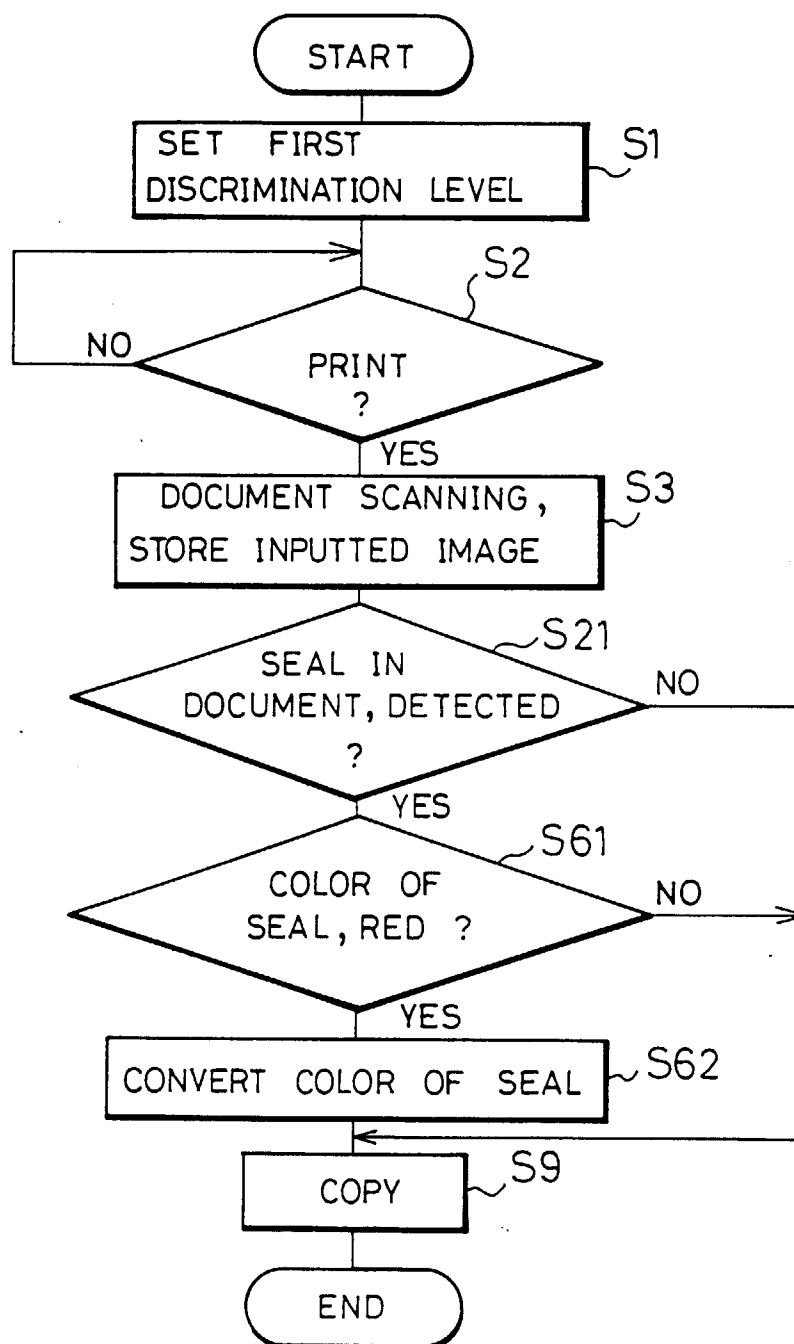 START
SET FIRST
DISCRIMINATION LEVEL
S1
S2
NO
PRINT
?
YES
DOCUMENT SCANNING,
STORE INPUTTED IMAGE
S3
S21
SEAL IN
DOCUMENT, DETECTED
?
NO
YES
S61
COLOR OF
SEAL, RED ?
NO
YES
CONVERT COLOR OF SEAL
S62
COPY
S9
END